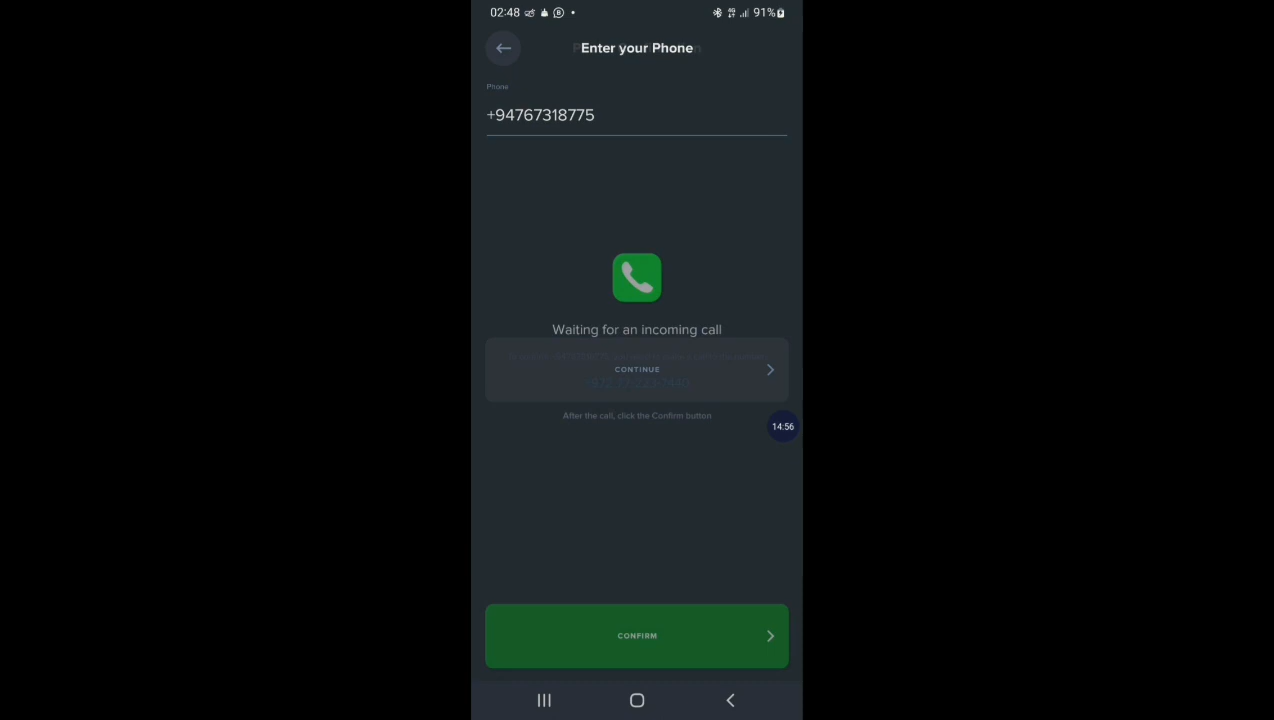 02:48
91%
Enter your Phone
Phone
+94767318775
Waiting for an incoming call
CONTINUE
After the call, click the Confirm button
14:56
CONFIRM